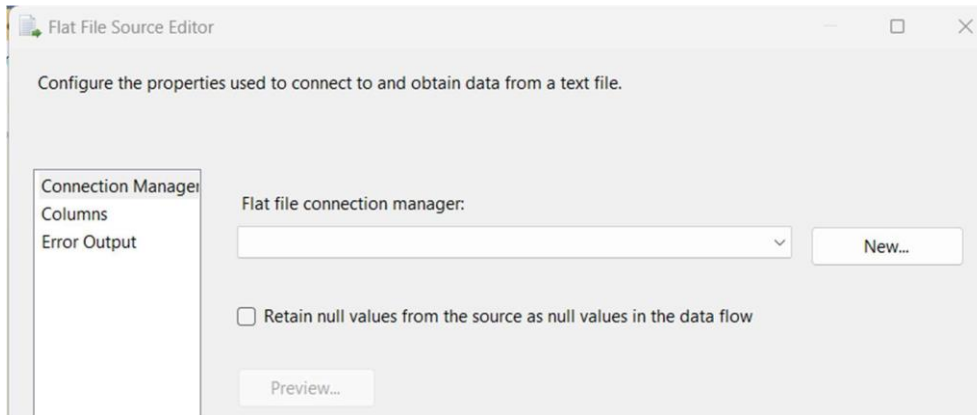 Flat File Source Editor
Configure the properties used to connect to and obtain data from a text file.
Connection Manager
Columns
Error Output
Flat file connection manager:
New...
Retain null values from the source as null values in the data flow
Preview...